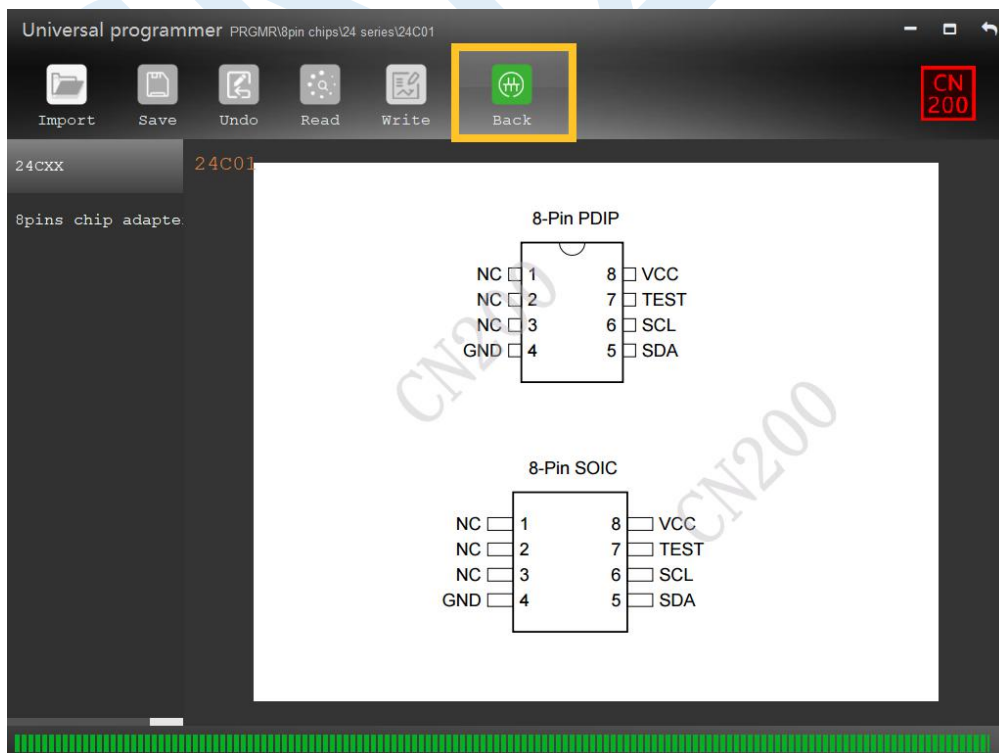 Universal programmer PRGMR\8pin chips\24 series\24C01
Import Save Undo Read Write Back
CN
200
24CXX
24C01
8pins chip adapte
8-Pin PDIP
NC 1 8 VCC
NC 2 7 TEST
NC 3 6 SCL
GND 4 5 SDA
CN200
CN200
8-Pin SOIC
NC 1 8 VCC
NC 2 7 TEST
NC 3 6 SCL
GND 4 5 SDA